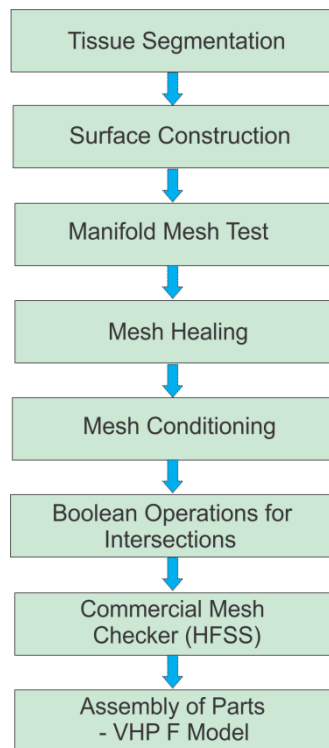 Tissue Segmentation
Surface Construction
Manifold Mesh Test
Mesh Healing
Mesh Conditioning
Boolean Operations for
Intersections
Commercial Mesh
Checker (HFSS)
Assembly of Parts
- VHP F Model